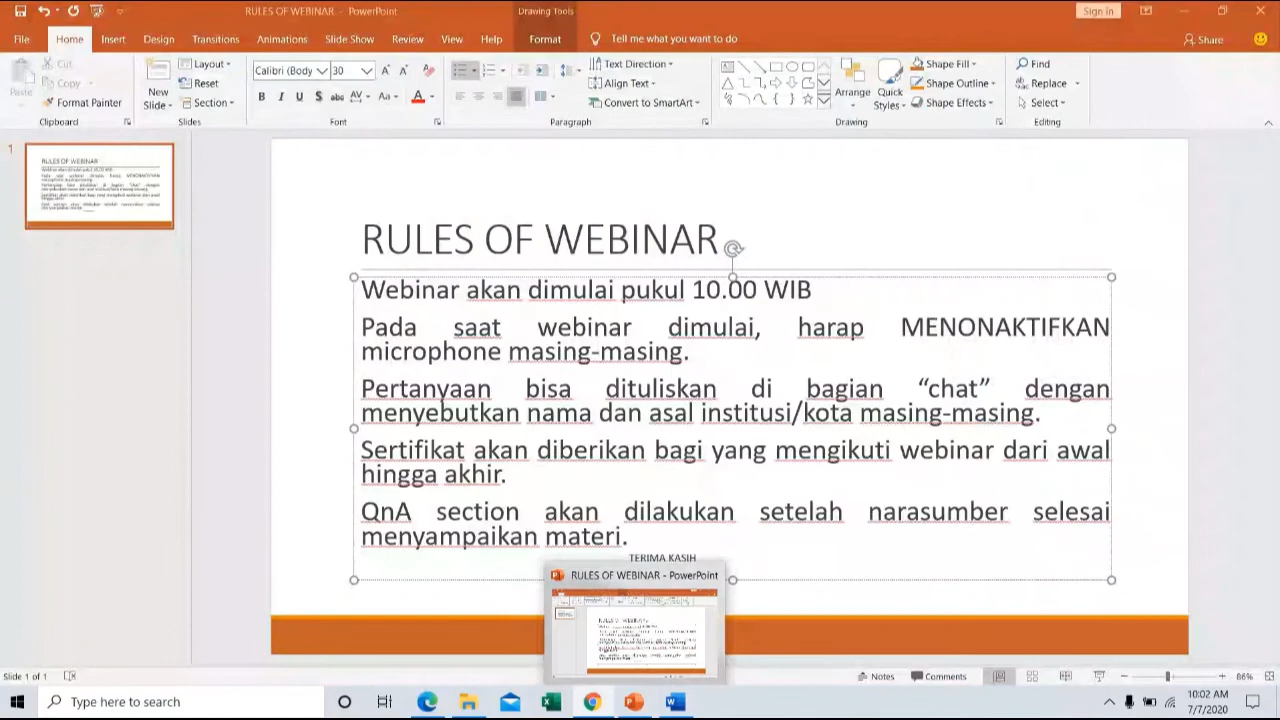 RULES OF WEBINAR - PowerPoint
Drawing Tools
Sign in
File Home Insert Design Transitions Animations Slide Show Review View Help Format Tell me what you want to do Share
Paste
Cut
Copy
Format Painter
Clipboard
New Slide
Layout
Reset
Section
Slides
Calibri (Body 30
Font
Text Direction
Align Text
Convert to SmartArt
Paragraph
Arrange
Quick Styles
Shape Fill
Shape Outline
Shape Effects
Drawing
Find
Replace
Select
Editing
1
RULES OF WEBINAR
Webinar akan dimulai pukul 10.00 WIB
Pada saat webinar dimulai, harap MENONAKTIFKAN
microphone masing-masing.
Pertanyaan bisa dituliskan di bagian “chat” dengan
menyebutkan nama dan asal institusi/kota masing-masing.
Sertifikat akan diberikan bagi yang mengikuti webinar dari awal
hingga akhir.
QnA section akan dilakukan setelah narasumber selesai
menyampaikan materi.
TERIMA KASIH
RULES OF WEBINAR - PowerPoint
Slide 1 of 1
Notes
Comments
86%
Type here to search
10:02 AM
7/7/2020